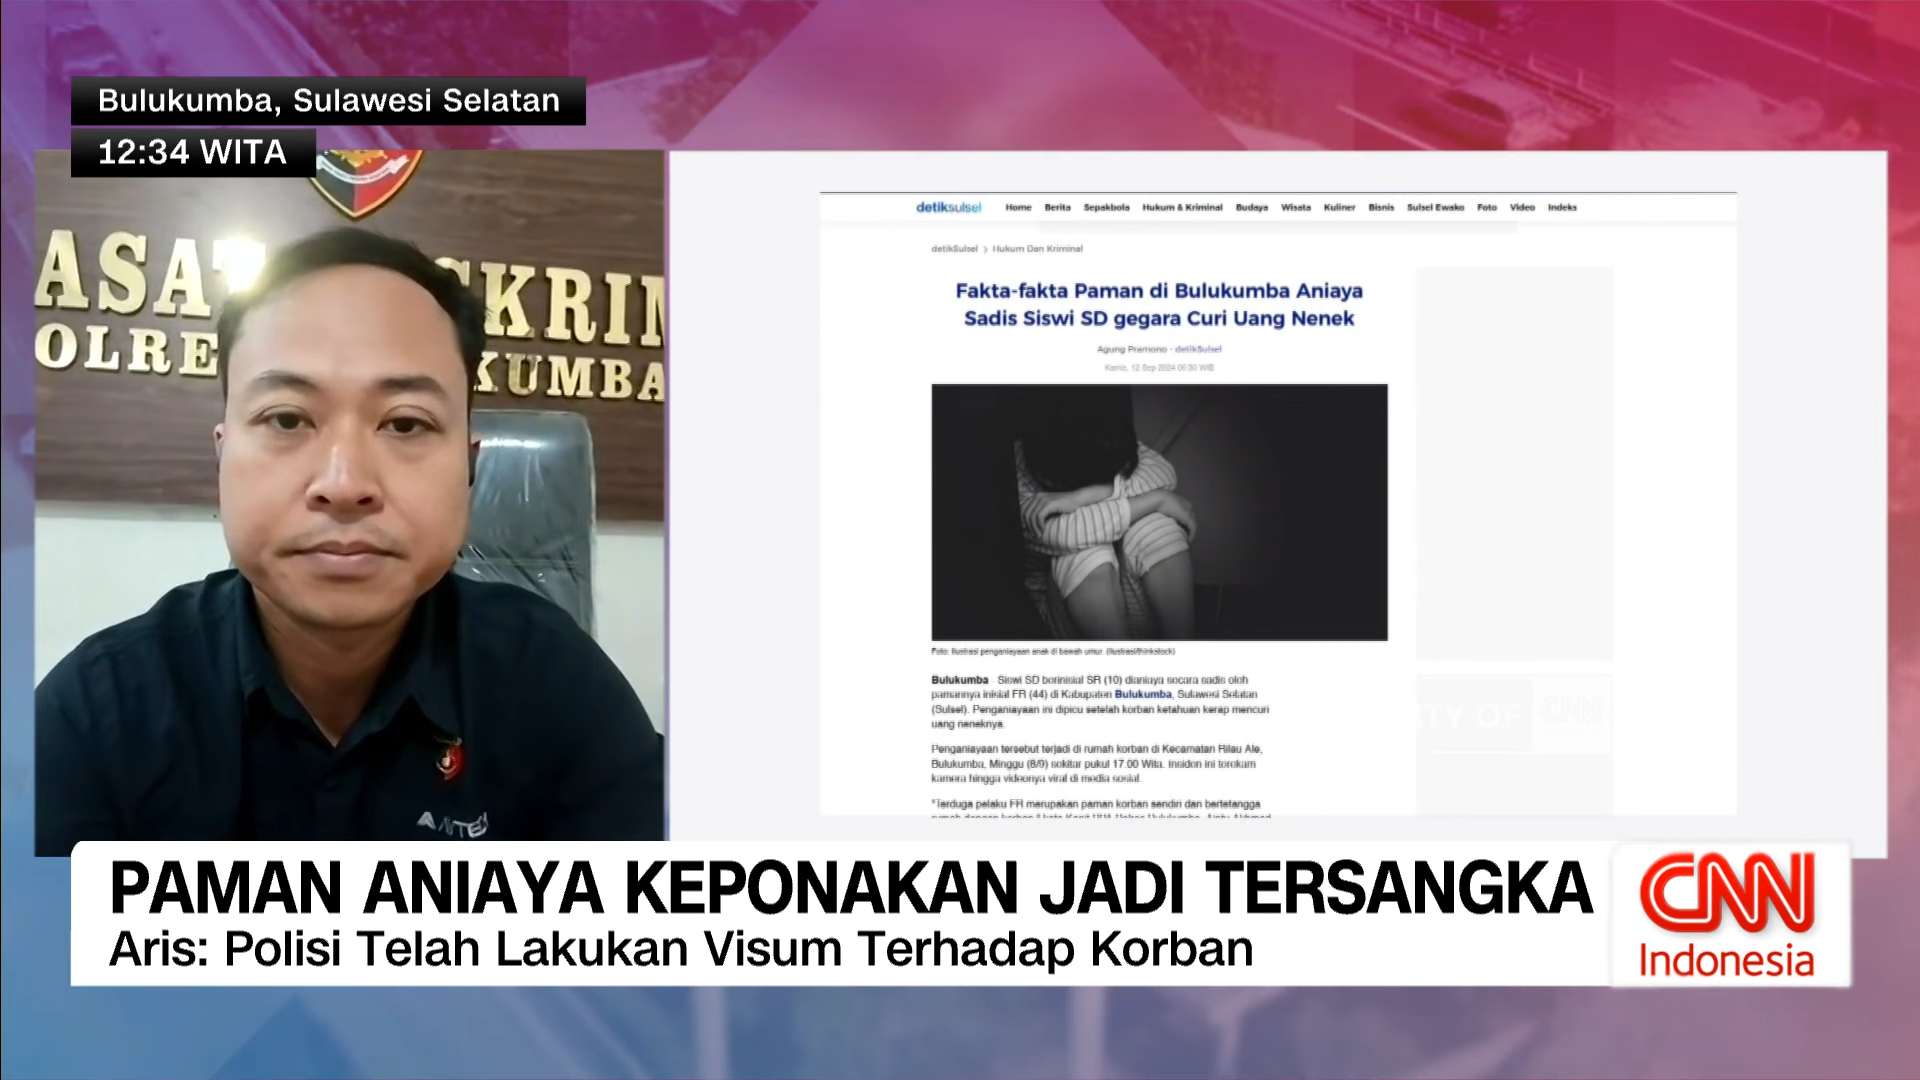 Bulukumba, Sulawesi Selatan
12:34 WITA
detiksulsel Home Berita Sepakbola Hukum & Kriminal Budaya Wisata Kuliner Bisnis Sulsel Ewako Foto Video Indeks
detikSulsel > Hukum Dan Kriminal
Fakta-fakta Paman di Bulukumba Aniaya
Sadis Siswi SD gegara Curi Uang Nenek
Agung Pramono - detikSulsel
Kamis, 12 Sep 2024 06:30 WIB
Foto: Ilustrasi penganiayaan anak di bawah umur. (Ilustrasi/thinkstock)
Bulukumba - Siswi SD berinisial SR (10) dianiaya secara sadis oleh
pamannya inisial FR (44) di Kabupaten Bulukumba, Sulawesi Selatan
(Sulsel). Penganiayaan ini dipicu setelah korban ketahuan kerap mencuri
uang neneknya.
Penganiayaan tersebut terjadi di rumah korban di Kecamatan Rilau Ale,
Bulukumba, Minggu (8/9) sekitar pukul 17.00 Wita. Insiden ini terekam
kamera hingga videonya viral di media sosial.
"Terduga pelaku FR merupakan paman korban sendiri dan bertetangga
TY OF CNN
ASAT SKRIM
OLRE KUMBA
PAMAN ANIAYA KEPONAKAN JADI TERSANGKA
Aris: Polisi Telah Lakukan Visum Terhadap Korban
CNN
Indonesia